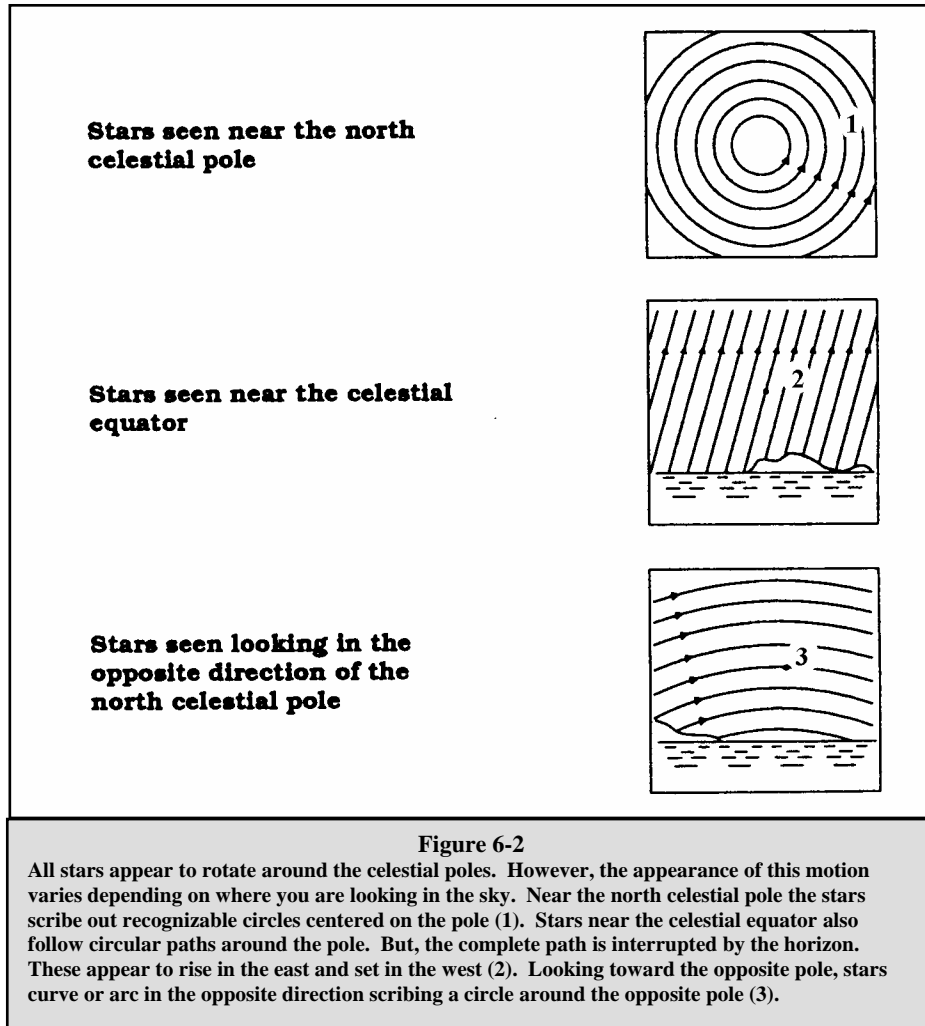 Stars seen near the north
celestial pole
1
Stars seen near the celestial
equator
2
Stars seen looking in the
opposite direction of the
north celestial pole
3
Figure 6-2
All stars appear to rotate around the celestial poles. However, the appearance of this motion
varies depending on where you are looking in the sky. Near the north celestial pole the stars
scribe out recognizable circles centered on the pole (1). Stars near the celestial equator also
follow circular paths around the pole. But, the complete path is interrupted by the horizon.
These appear to rise in the east and set in the west (2). Looking toward the opposite pole, stars
curve or arc in the opposite direction scribing a circle around the opposite pole (3).